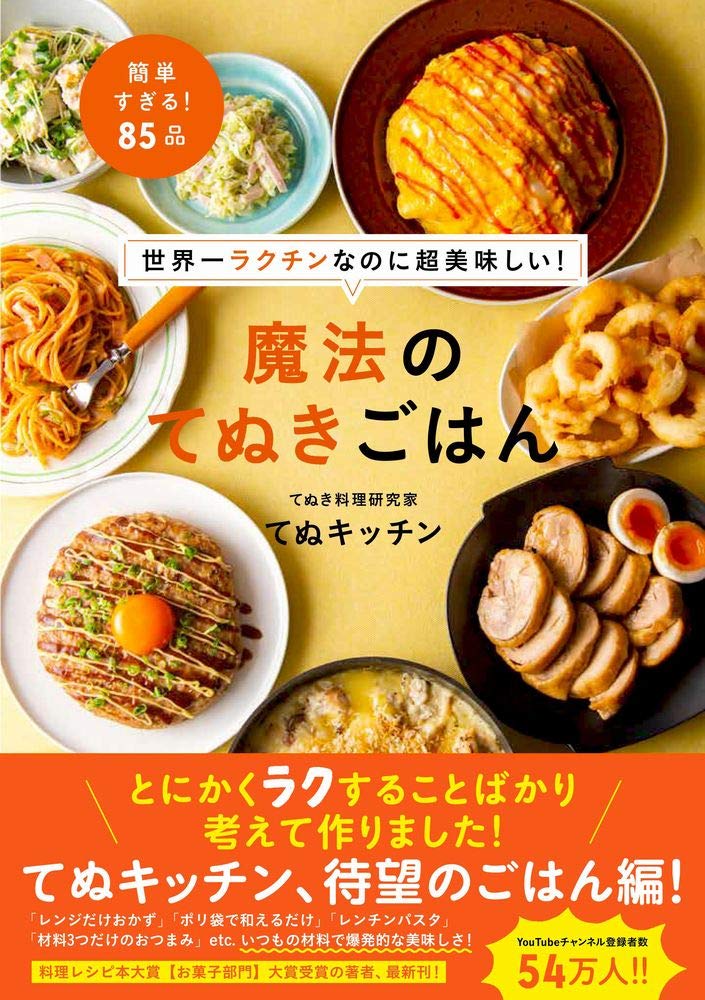 簡単
すぎる!
85品
世界一ラクチンなのに超美味しい!
魔法の
てぬきごはん
てぬき料理研究家
てぬキッチン
とにかくラクすることばかり
考えて作りました!
てぬキッチン、待望のごはん編!
「レンジだけおかず」「ポリ袋で和えるだけ」「レンチンパスタ」
「材料3つだけのおつまみ」etc. いつもの材料で爆発的な美味しさ!
料理レシピ本大賞【お菓子部門】大賞受賞の著者、最新刊!
YouTubeチャンネル登録者数
54万人!!